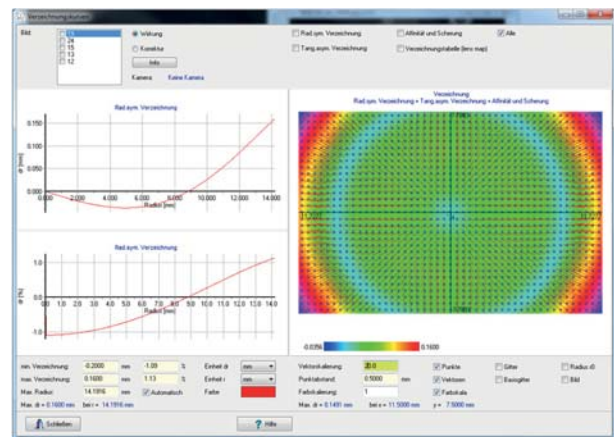 Bild
24
15
13
12
Wirkung
Korrektur
Info
Kamera Keine Kamera
Rad.sym. Verzeichnung
Tang.asym. Verzeichnung
Affinität und Scherung
Verzeichnungstabelle (lens map)
Alle
Rad.sym. Verzeichnung
dr [mm]
0.150
0.100
0.050
0.000
2.000 4.000 6.000 8.000 10.000 12.000 14.000
Radius [mm]
Rad.sym. Verzeichnung
dr [%]
1.0
0.0
-1.0
1.0 2.0 3.0 4.0 5.0 6.0 7.0 8.0 9.0 10.0 11.0 12.0 13.0 14.0
Radius [mm]
Verzeichnung
Rad.sym. Verzeichnung + Tang.asym. Verzeichnung + Affinität und Scherung
-0.0356 0.1600
min. Verzeichnung -0.2000 mm -1.09 %
max. Verzeichnung 0.1600 mm 1.13 %
Max. Radius 14.1916 mm Automatisch
Max. dr = 0.1600 mm bei r = 14.1916 mm
Einheit dr mm
Einheit r mm
Farbe
Vektorskalierung 20.0
Punktabstand 0.5000 mm
Farbskalierung 1
Max. dr = 0.1491 mm bei x = 11.5000 mm y = 7.5000 mm
Punkte
Vektoren
Farbskala
Gitter
Basisgitter
Radius r0
Bild
Schließen
Hilfe